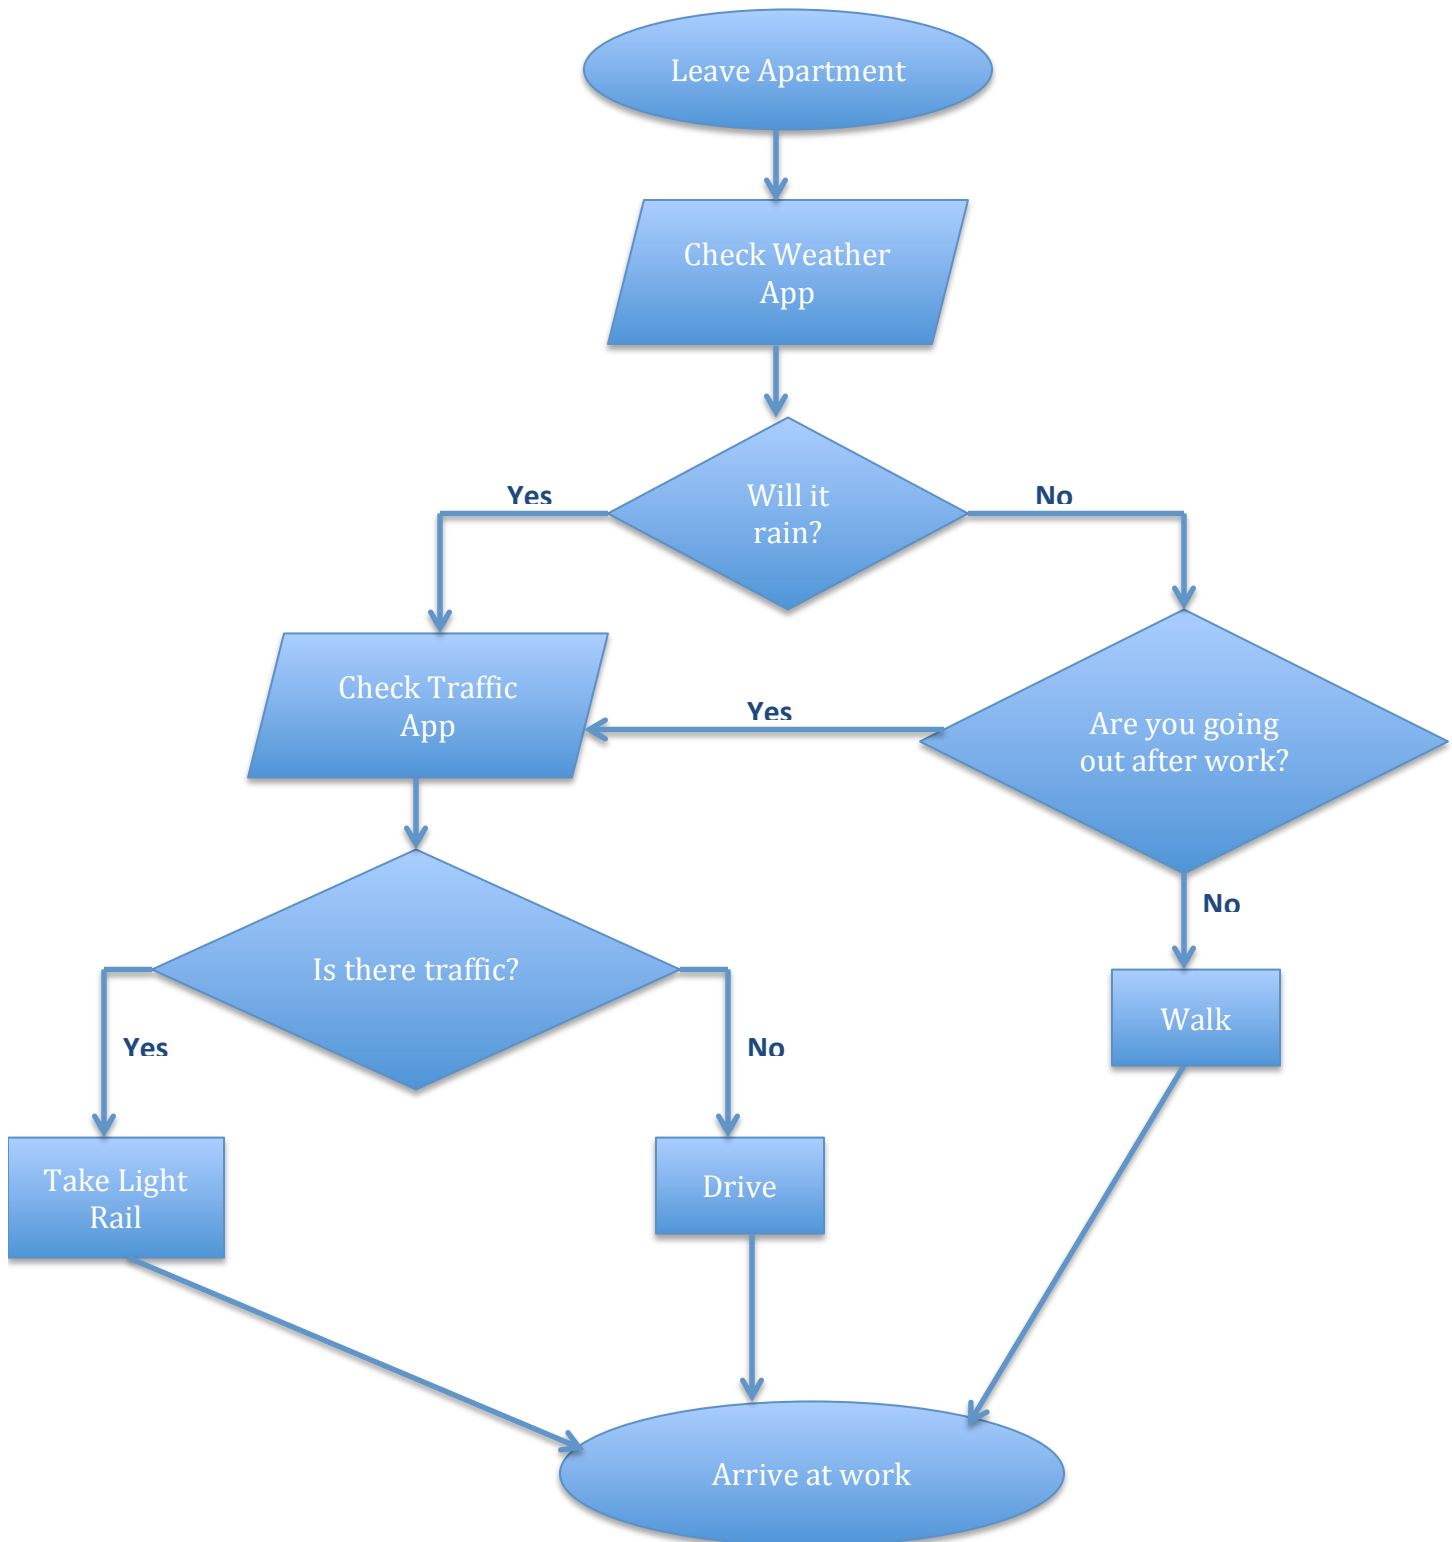 Leave Apartment
Check Weather
App
Will it
rain?
Yes
No
Check Traffic
App
Yes
Are you going
out after work?
No
Is there traffic?
Yes
No
Walk
Take Light
Rail
Drive
Arrive at work